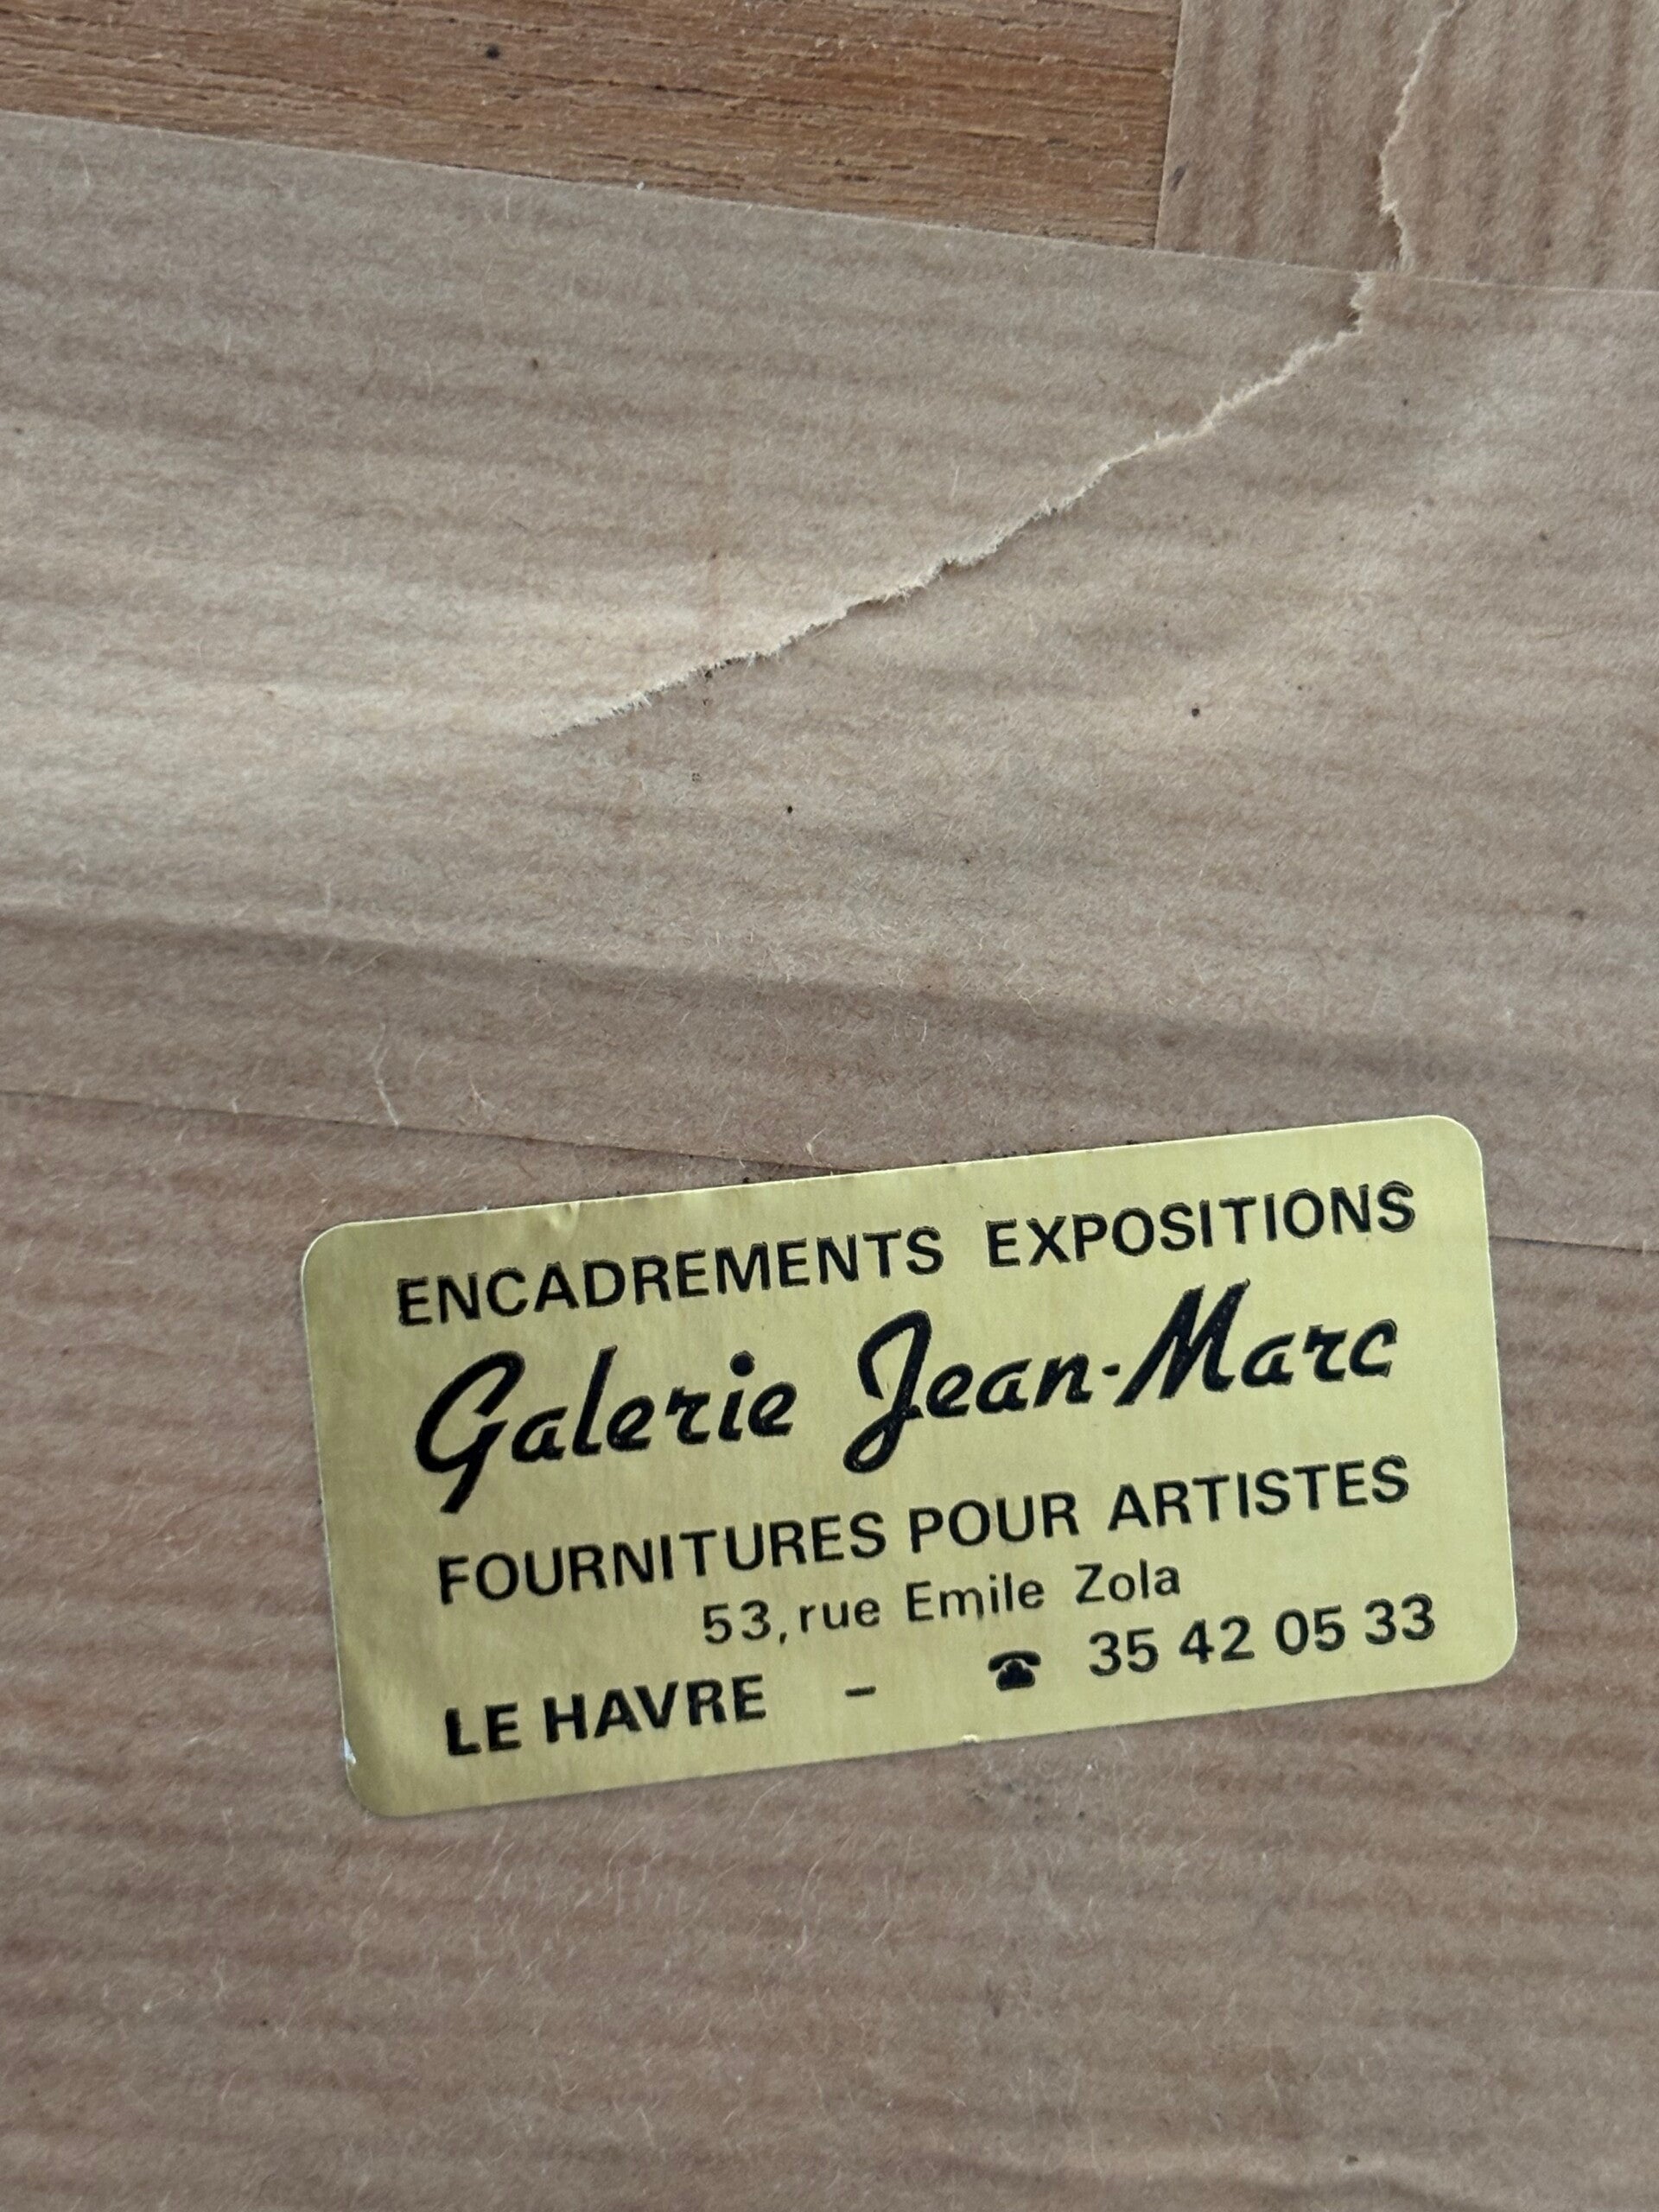 ENCADREMENTS EXPOSITIONS
Galerie Jean-Marc
FOURNITURES POUR ARTISTES
53, rue Emile Zola
LE HAVRE - ☎ 35 42 05 33